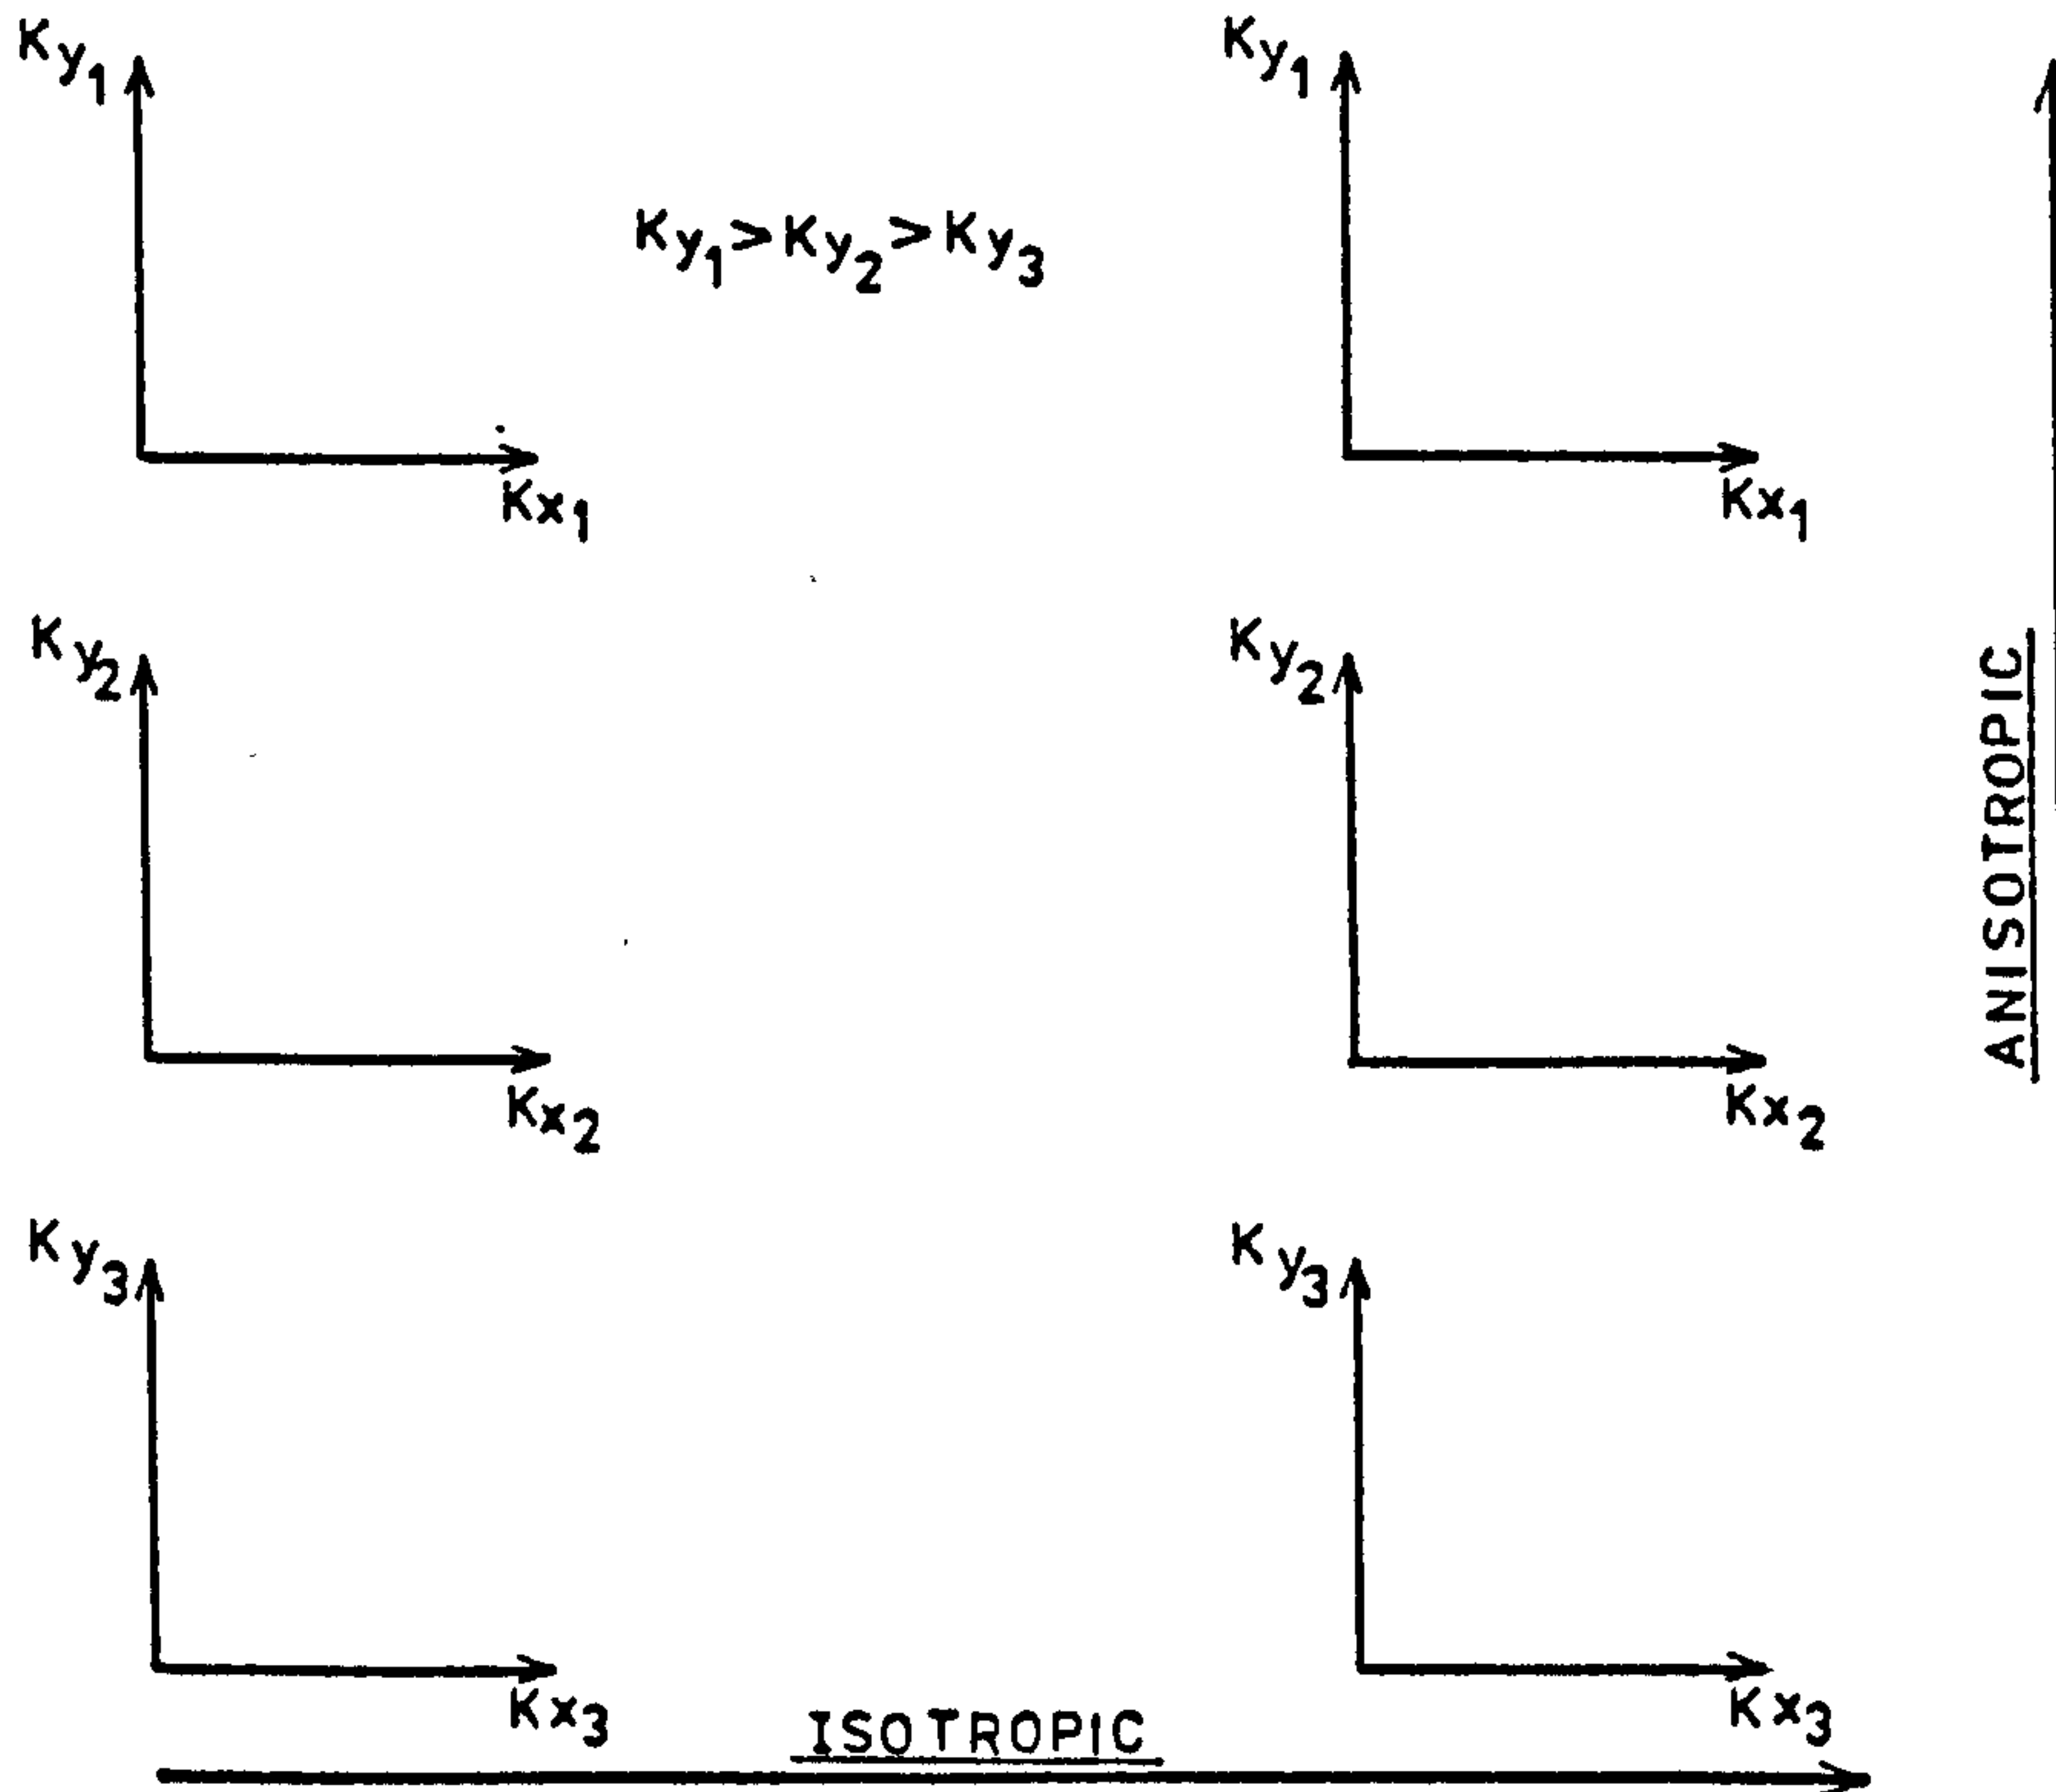 Ky1
Ky1
Ky1>Ky2>Ky3
Kx1
Kx1
Ky2
Ky2
ANISOTROPIC
Kx2
Kx2
Ky3
Ky3
Kx3
Kx3
ISOTROPIC